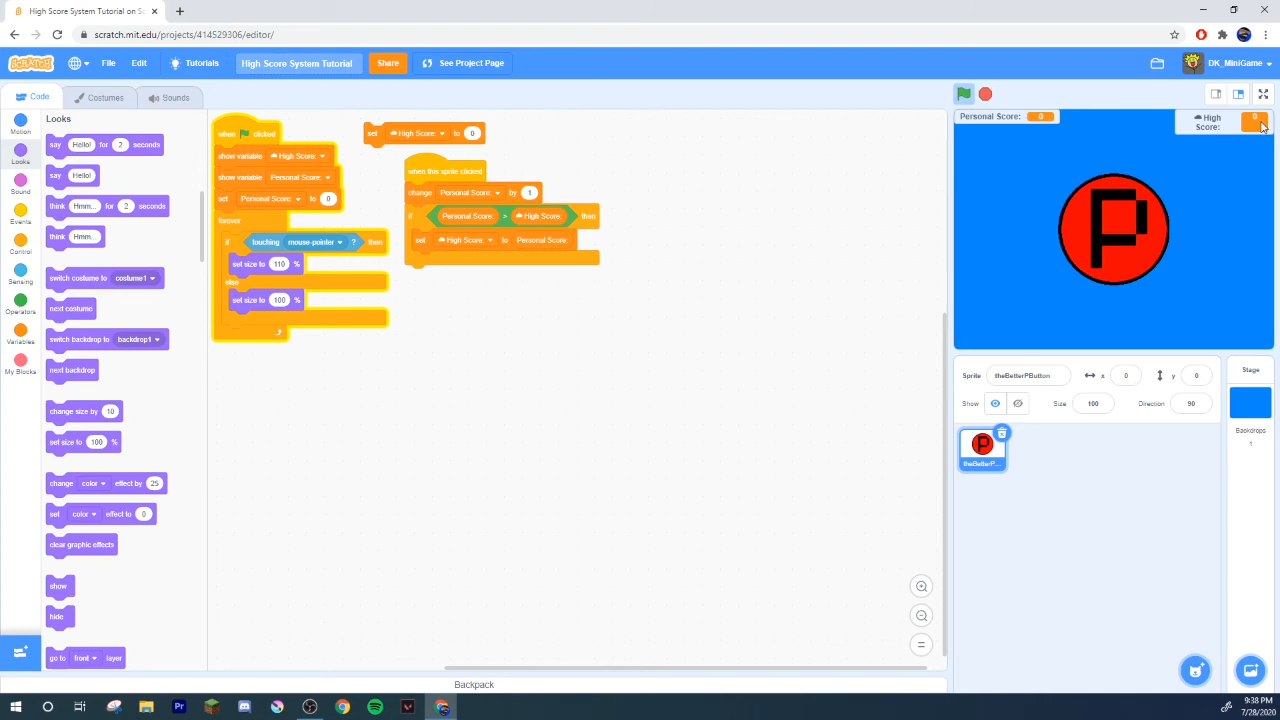 High Score System Tutorial on Sc
scratch.mit.edu/projects/414529306/editor/
SCRATCH File Edit Tutorials High Score System Tutorial Share See Project Page DK_MiniGame
Code Costumes Sounds
Motion
Looks
Sound
Events
Control
Sensing
Operators
Variables
My Blocks
Looks
say Hello! for 2 seconds
say Hello!
think Hmm... for 2 seconds
think Hmm...
switch costume to costume1
next costume
switch backdrop to backdrop1
next backdrop
change size by 10
set size to 100 %
change color effect by 25
set color effect to 0
clear graphic effects
show
hide
go to front layer
when clicked
show variable High Score:
show variable Personal Score:
set Personal Score: to 0
forever
if touching mouse-pointer ? then
set size to 110 %
else
set size to 100 %
set High Score: to 0
when this sprite clicked
change Personal Score: by 1
if Personal Score: > High Score: then
set High Score: to Personal Score:
Backpack
Personal Score: 0
High Score: 0
P
Sprite theBetterPButton x 0 y 0
Show Size 100 Direction 90
theBetterP...
Stage
Backdrops
1
9:38 PM
7/28/2020